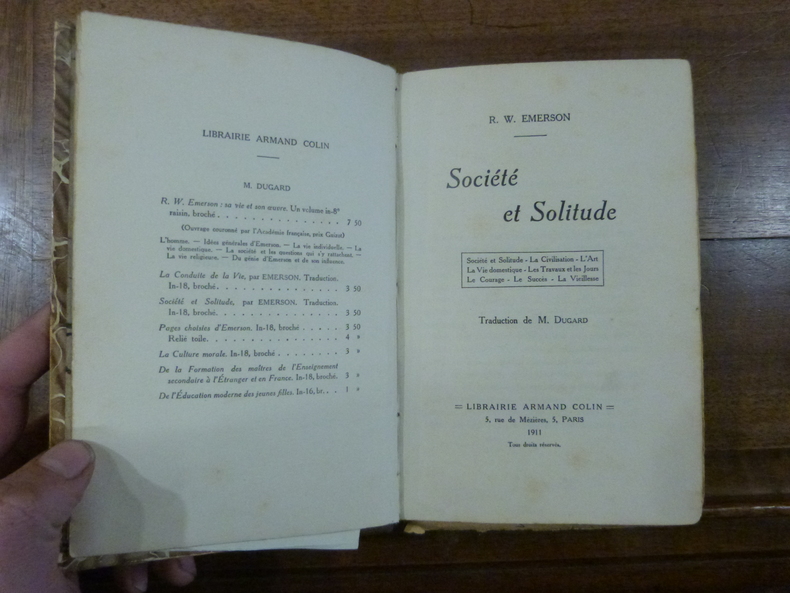 LIBRAIRIE ARMAND COLIN
M. DUGARD
R. W. Emerson : sa vie et son œuvre. Un volume in-8°
raisin, broché . . . . . . . . . . . . . . . 7 50
(Ouvrage couronné par l'Académie française, prix Guizot)
L'homme. — Idées générales d'Emerson. — La vie individuelle. — La
vie domestique. — La société et les questions qui s'y rattachent. —
La vie religieuse. — Du génie d'Emerson et de son influence.
La Conduite de la Vie, par EMERSON. Traduction.
In-18, broché. . . . . . . . . . . . . . . . 3 50
Société et Solitude, par EMERSON. Traduction.
In-18, broché. . . . . . . . . . . . . . . . 3 50
Pages choisies d'Emerson. In-18, broché . . . . . 3 50
Relié toile. . . . . . . . . . . . . . . . . 4 »
La Culture morale. In-18, broché . . . . . . . . 3 »
De la Formation des maîtres de l'Enseignement
secondaire à l'Étranger et en France. In-18, broché. 3 »
De l'Éducation moderne des jeunes filles. In-16, br. . . 1 »
R. W. EMERSON
Société
et Solitude
Société et Solitude - La Civilisation - L'Art
La Vie domestique - Les Travaux et les Jours
Le Courage - Le Succès - La Vieillesse
Traduction de M. DUGARD
= LIBRAIRIE ARMAND COLIN =
5, rue de Mézières, 5, PARIS
1911
Tous droits réservés.